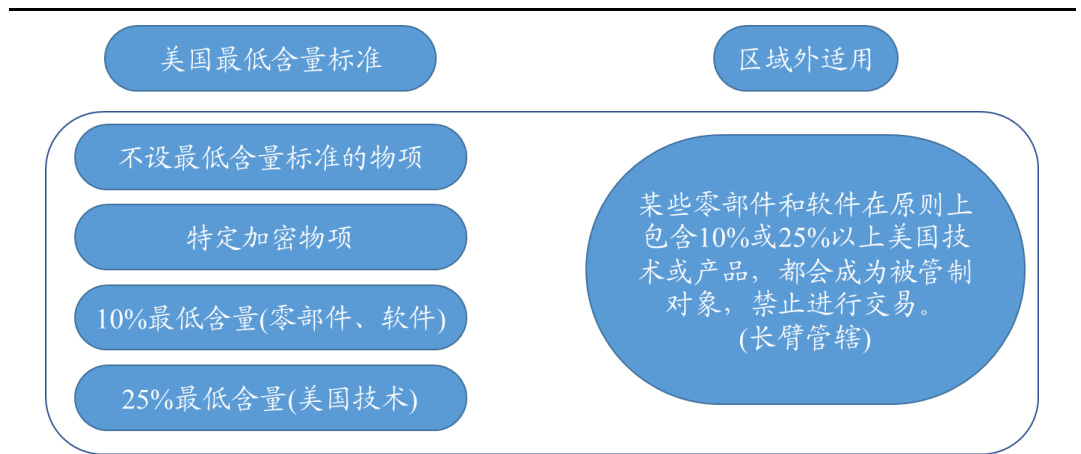 美国最低含量标准
区域外适用
不设最低含量标准的物项
特定加密物项
10%最低含量(零部件、软件)
25%最低含量(美国技术)
某些零部件和软件在原则上
包含10%或25%以上美国技
术或产品，都会成为被管制
对象，禁止进行交易。
(长臂管辖)